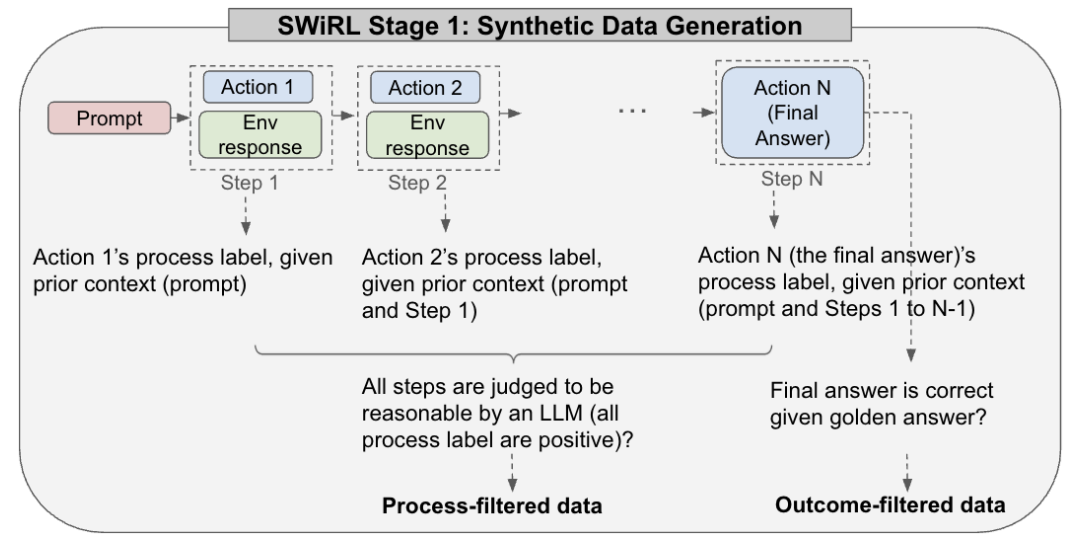 SWiRL Stage 1: Synthetic Data Generation
Prompt
Action 1
Env
response
Step 1
Action 2
Env
response
Step 2
...
Action N
(Final
Answer)
Step N
Action 1's process label, given
prior context (prompt)
Action 2's process label,
given prior context (prompt
and Step 1)
Action N (the final answer)'s
process label, given prior context
(prompt and Steps 1 to N-1)
All steps are judged to be
reasonable by an LLM (all
process label are positive)?
Final answer is correct
given golden answer?
Process-filtered data
Outcome-filtered data